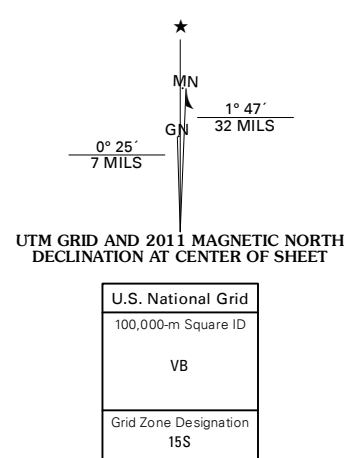 ★
MN
1° 47´
32 MILS
GN
0° 25´
7 MILS
UTM GRID AND 2011 MAGNETIC NORTH
DECLINATION AT CENTER OF SHEET
U.S. National Grid
100,000-m Square ID
VB
Grid Zone Designation
15S